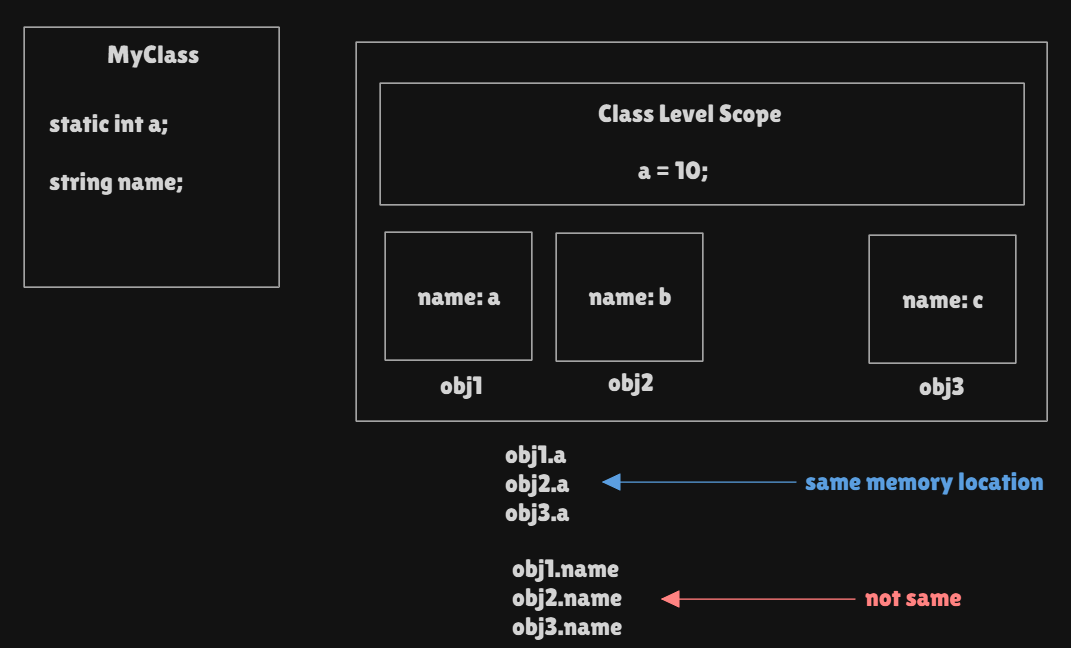 MyClass
static int a;
string name;
Class Level Scope
a = 10;
name: a
name: b
name: c
obj1
obj2
obj3
obj1.a
obj2.a
obj3.a
same memory location
obj1.name
obj2.name
obj3.name
not same